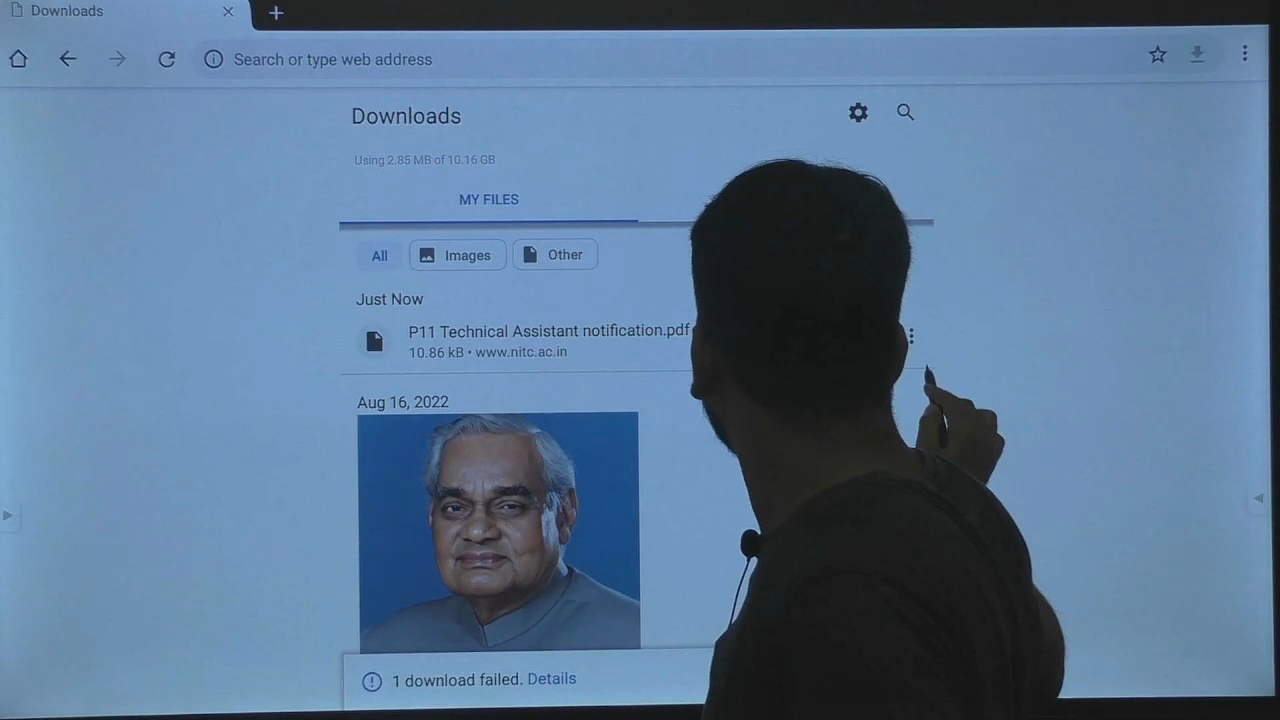 Downloads
Search or type web address
Downloads
Using 2.85 MB of 10.16 GB
MY FILES
All
Images
Other
Just Now
P11 Technical Assistant notification.pdf
10.86 kB • www.nitc.ac.in
Aug 16, 2022
1 download failed. Details